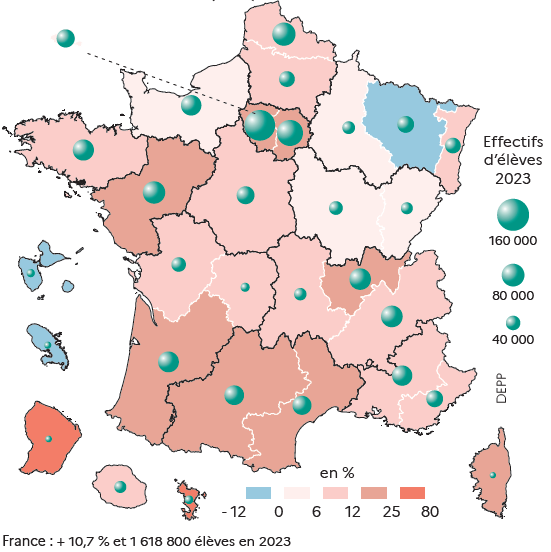 Effectifs
d'élèves
2023
160 000
80 000
40 000
DEPP
en %
-12 0 6 12 25 80
France : + 10,7 % et 1 618 800 élèves en 2023